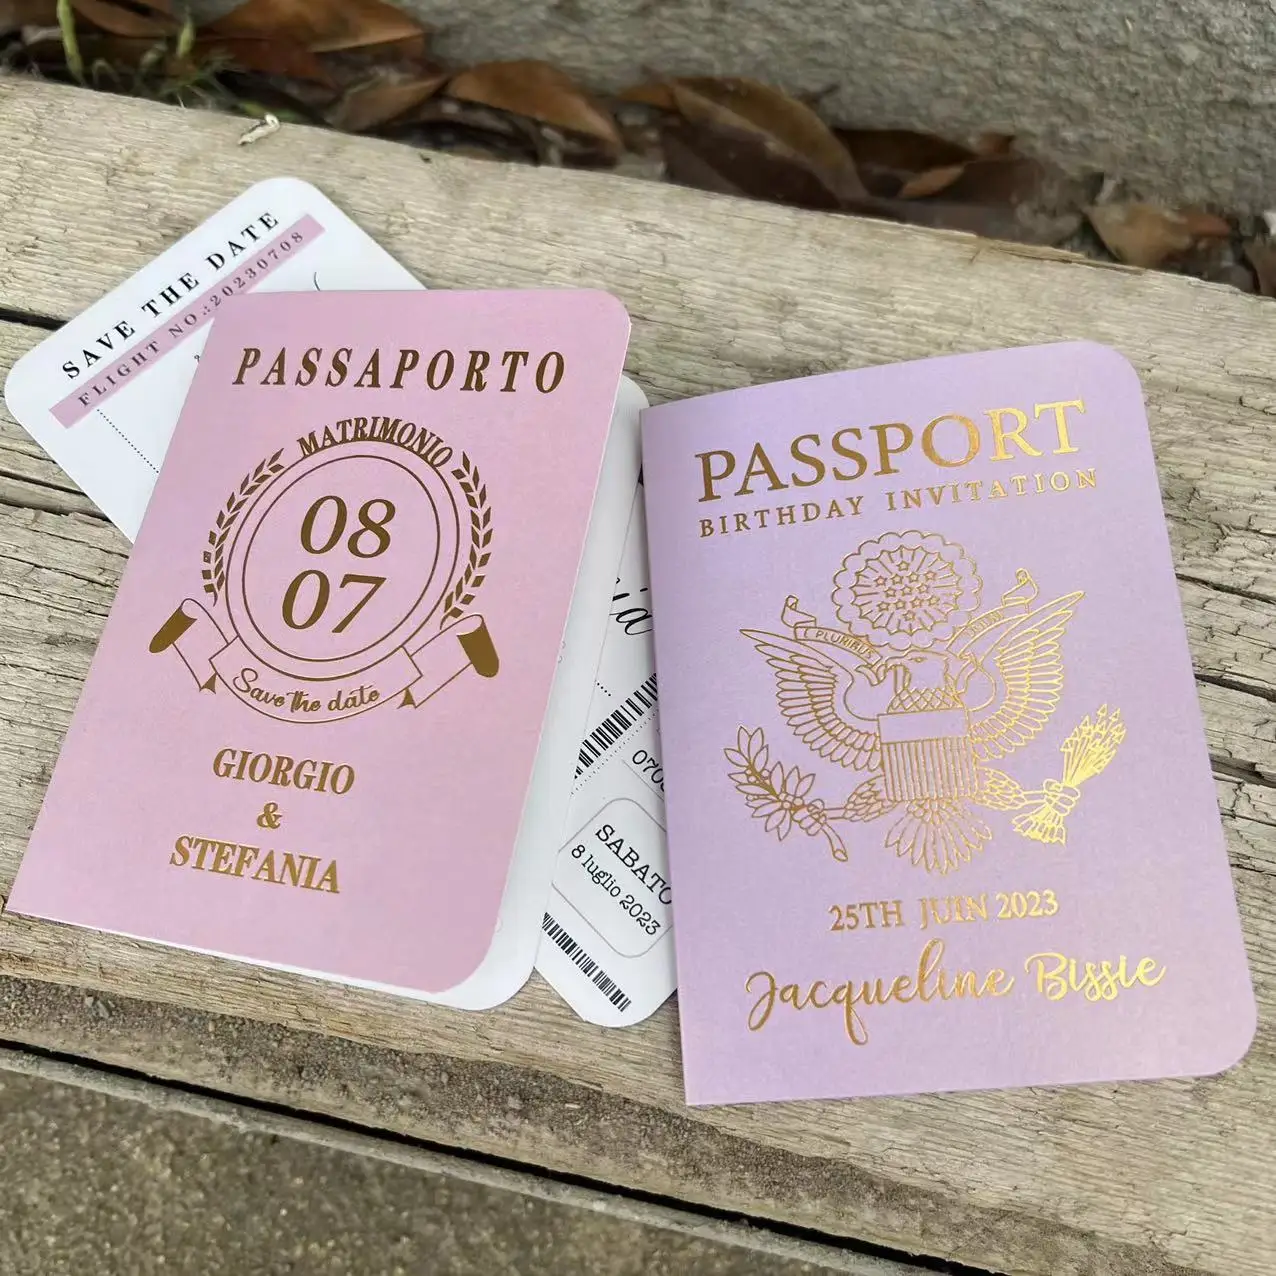 SAVE THE DATE
FLIGHT NO.:20230708
PASSAPORTO
MATRIMONIO
08
07
Save the date
GIORGIO
&
STEFANIA
SABATO
8 luglio 2023
PASSPORT
BIRTHDAY INVITATION
E PLURIBUS UNUM
25TH JUIN 2023
Jacqueline Bissie